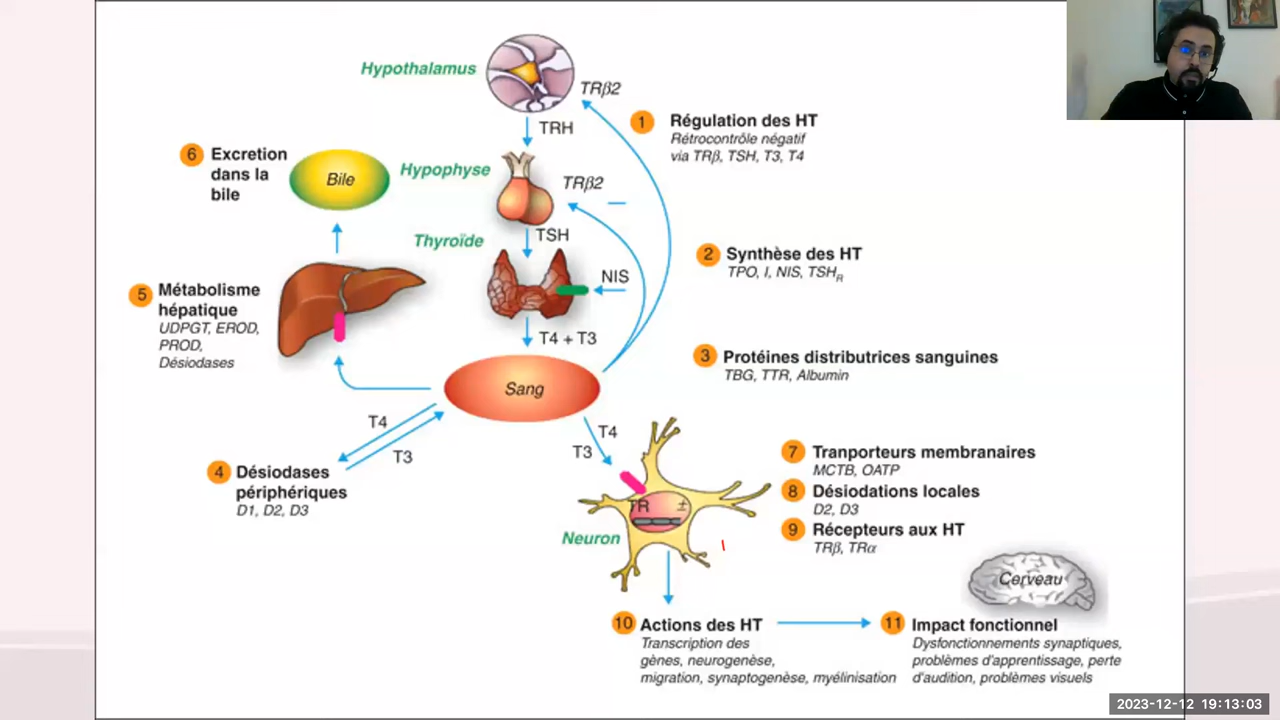 Hypothalamus
TRβ2
TRH
1 Régulation des HT
Rétrocontrôle négatif
via TRβ, TSH, T3, T4
6 Excretion
dans la
bile
Bile
Hypophyse
TRβ2
TSH
Thyroïde
NIS
2 Synthèse des HT
TPO, I, NIS, TSHR
5 Métabolisme
hépatique
UDPGT, EROD,
PROD,
Désiodases
T4 + T3
3 Protéines distributrices sanguines
TBG, TTR, Albumin
Sang
T4
T3
T4
T3
4 Désiodases
périphériques
D1, D2, D3
7 Tranporteurs membranaires
MCTB, OATP
8 Désiodations locales
D2, D3
9 Récepteurs aux HT
TRβ, TRα
TR ±
Neuron
Cerveau
10 Actions des HT
Transcription des
gènes, neurogenèse,
migration, synaptogenèse, myélinisation
11 Impact fonctionnel
Dysfonctionnements synaptiques,
problèmes d'apprentissage, perte
d'audition, problèmes visuels
2023-12-12 19:13:03